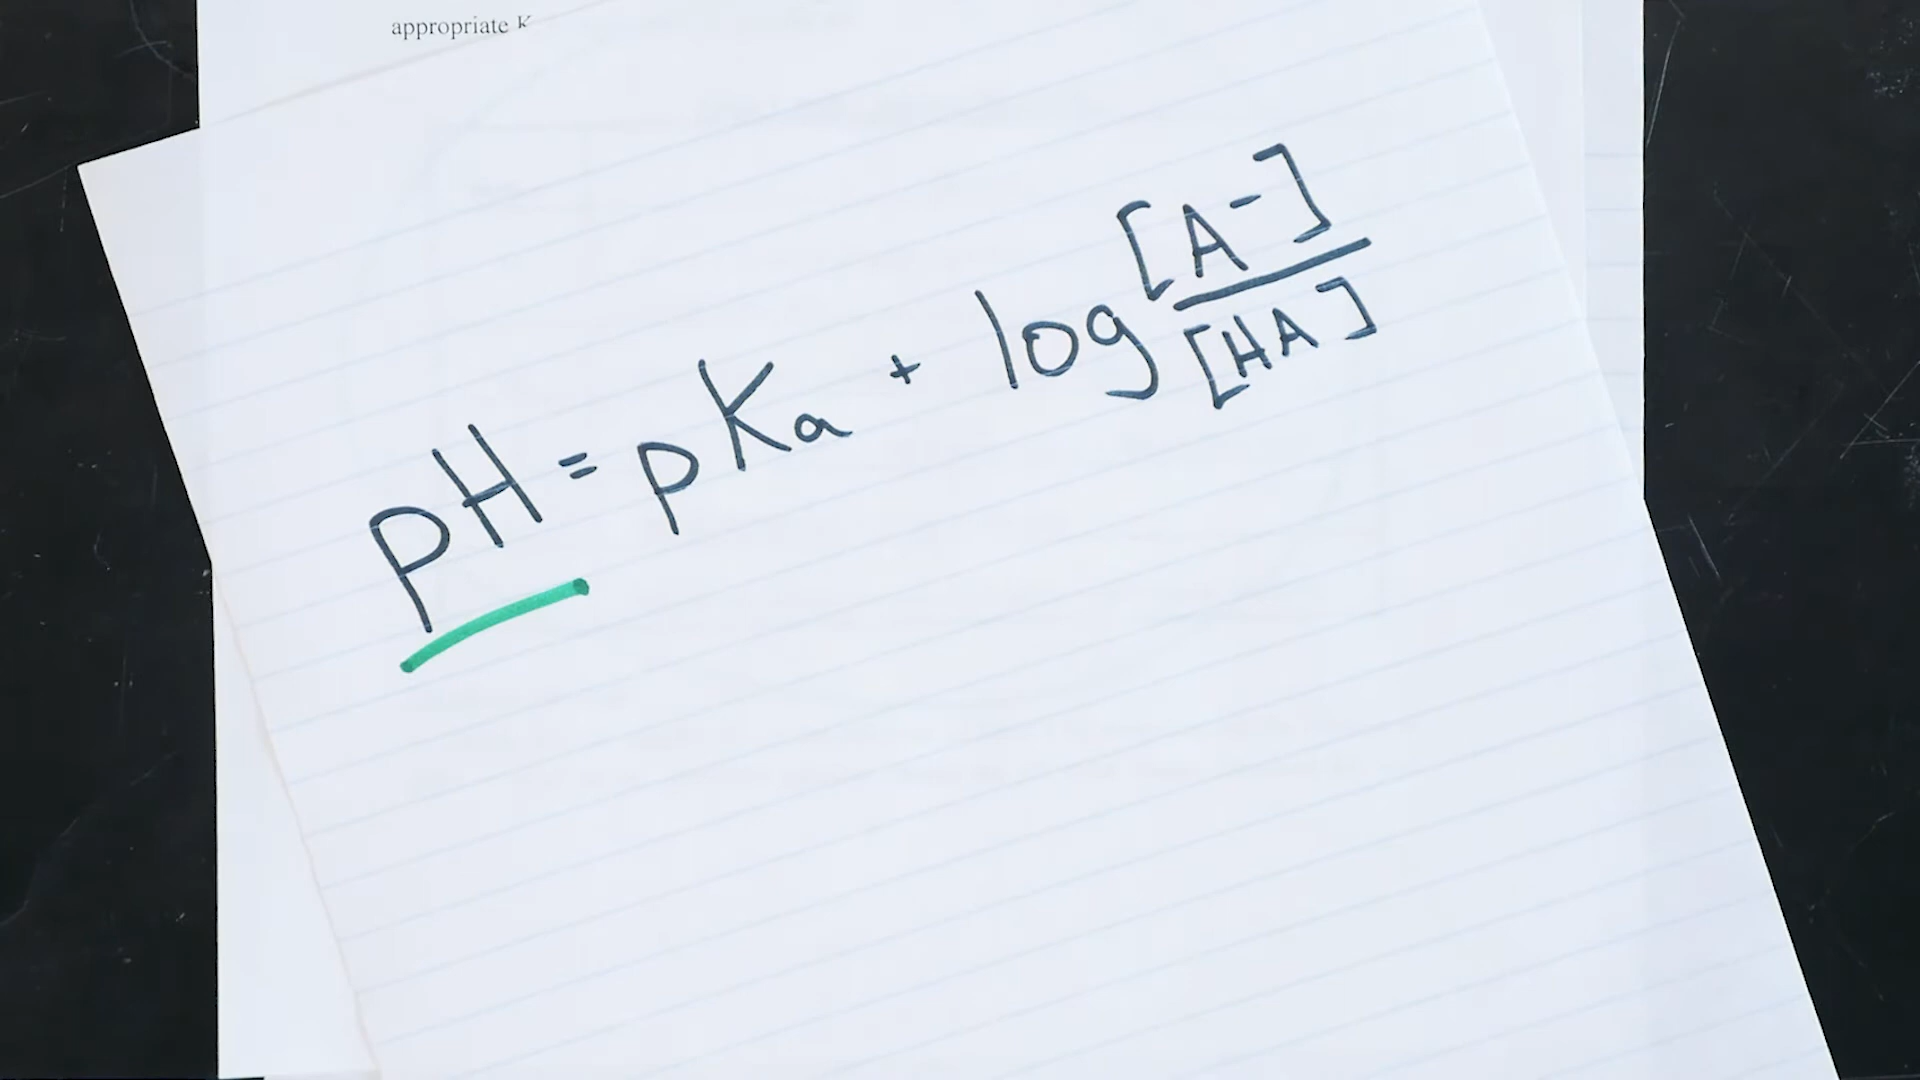 appropriate K
pH = pKa + log [A-]/[HA]